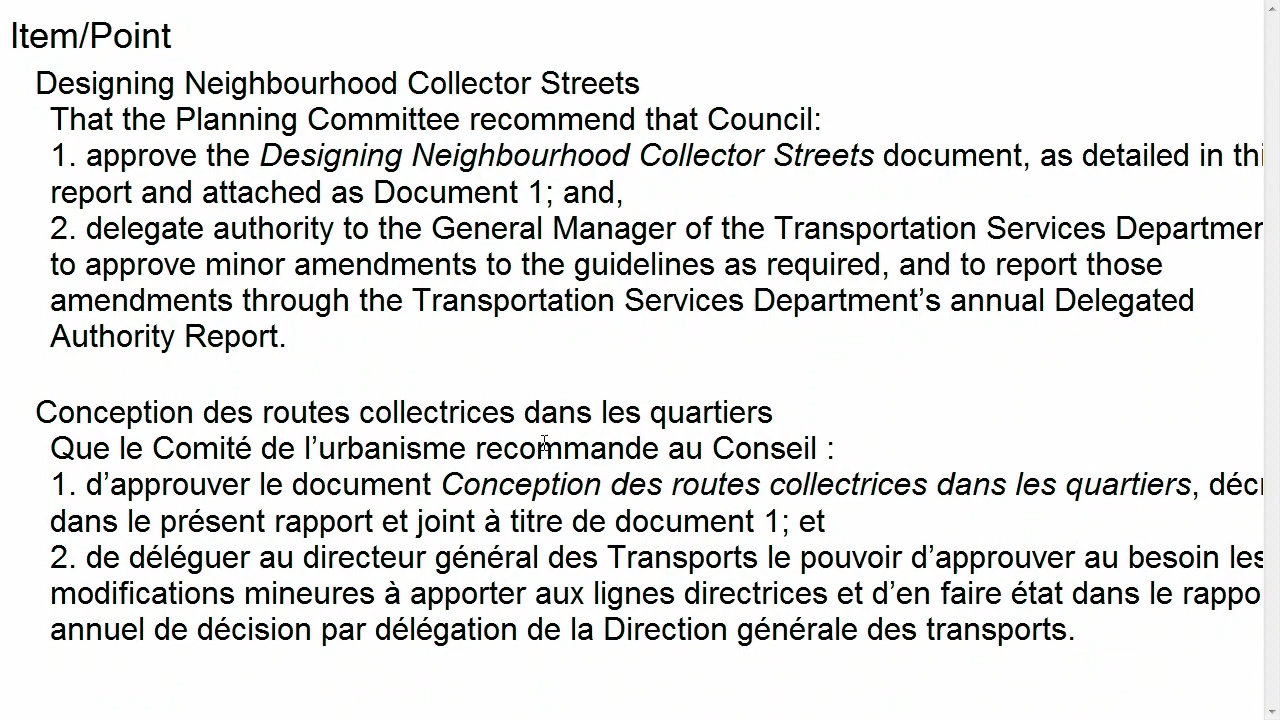 Item/Point
Designing Neighbourhood Collector Streets
That the Planning Committee recommend that Council:
1. approve the Designing Neighbourhood Collector Streets document, as detailed in thi
report and attached as Document 1; and,
2. delegate authority to the General Manager of the Transportation Services Departmen
to approve minor amendments to the guidelines as required, and to report those
amendments through the Transportation Services Department’s annual Delegated
Authority Report.
Conception des routes collectrices dans les quartiers
Que le Comité de l’urbanisme recommande au Conseil :
1. d’approuver le document Conception des routes collectrices dans les quartiers, décr
dans le présent rapport et joint à titre de document 1; et
2. de déléguer au directeur général des Transports le pouvoir d’approuver au besoin les
modifications mineures à apporter aux lignes directrices et d’en faire état dans le rappo
annuel de décision par délégation de la Direction générale des transports.